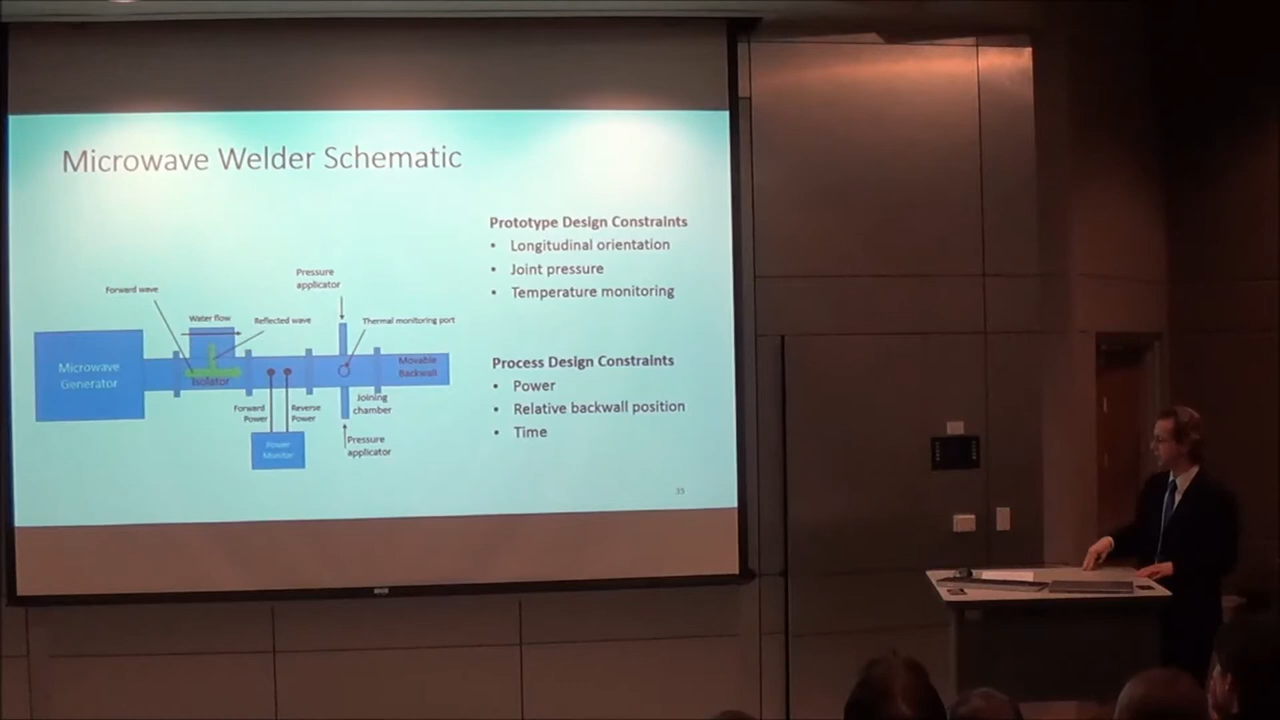 Microwave Welder Schematic
Prototype Design Constraints
• Longitudinal orientation
• Joint pressure
• Temperature monitoring
Process Design Constraints
• Power
• Relative backwall position
• Time
Pressure
applicator
Forward wave
Water flow
Reflected wave
Thermal monitoring port
Microwave
Generator
Isolator
Movable
Backwall
Joining
chamber
Forward
Power
Reverse
Power
Power
Monitor
Pressure
applicator
35